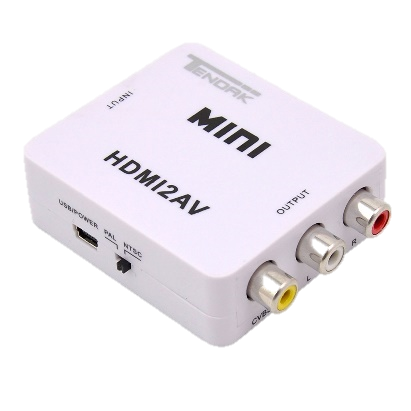 TENDAK
INPUT
MINI
HDMI2AV
OUTPUT
USB/POWER
PAL
NTSC
CVBS
L
R